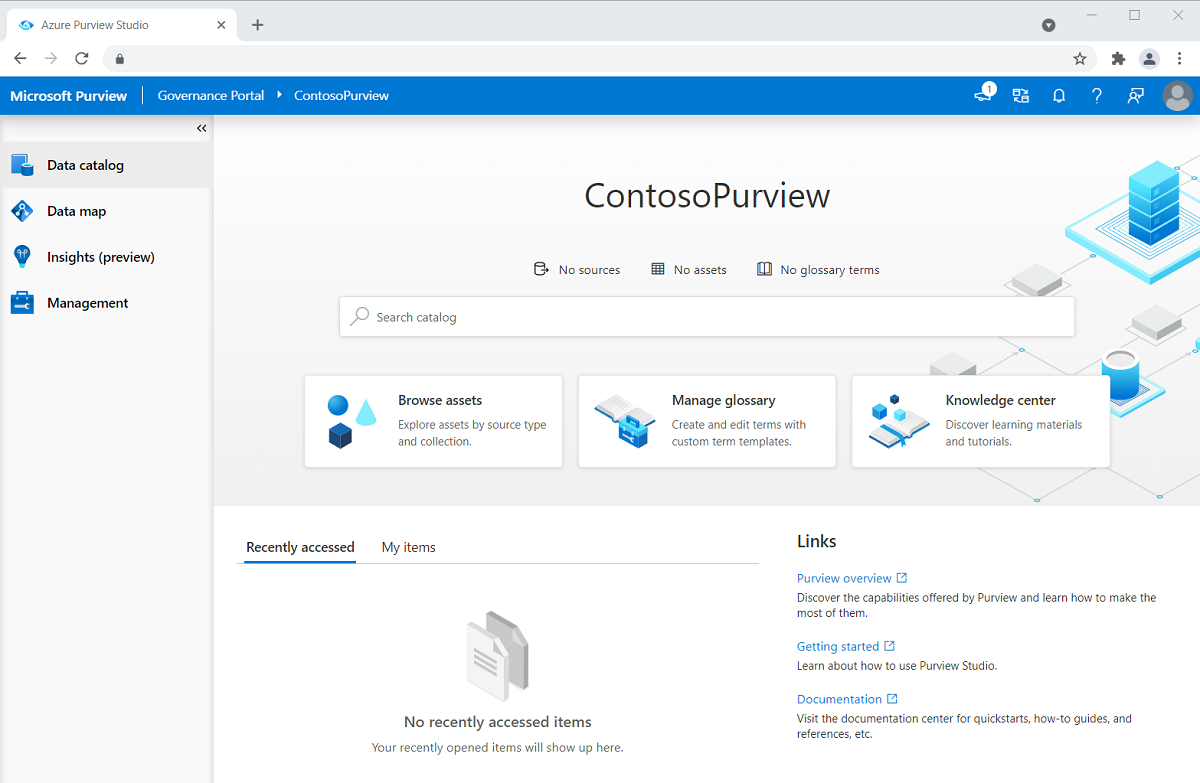 Azure Purview Studio
Microsoft Purview
Governance Portal
ContosoPurview
1
Data catalog
Data map
Insights (preview)
Management
ContosoPurview
No sources
No assets
No glossary terms
Search catalog
Browse assets
Explore assets by source type
and collection.
Manage glossary
Create and edit terms with
custom term templates.
Knowledge center
Discover learning materials
and tutorials.
Recently accessed
My items
No recently accessed items
Your recently opened items will show up here.
Links
Purview overview
Discover the capabilities offered by Purview and learn how to make the
most of them.
Getting started
Learn about how to use Purview Studio.
Documentation
Visit the documentation center for quickstarts, how-to guides, and
references, etc.